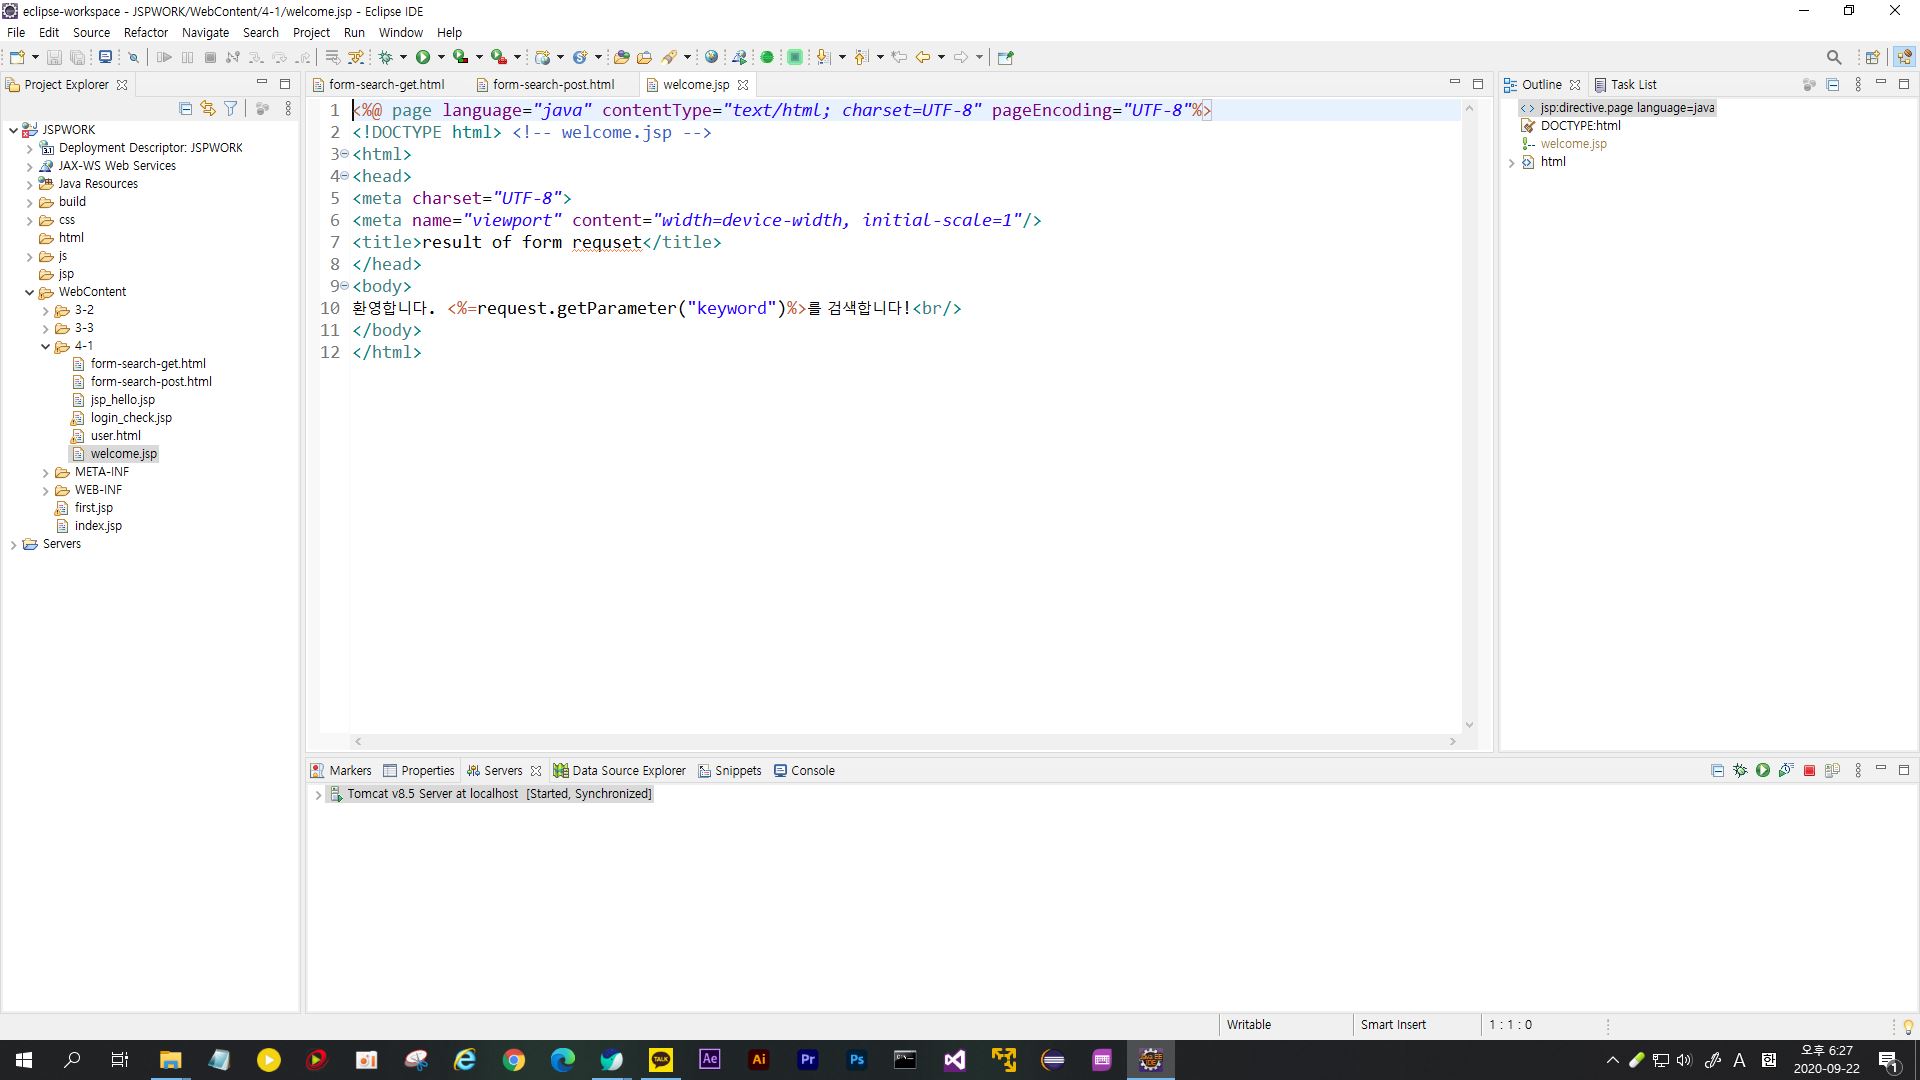 eclipse-workspace - JSPWORK/WebContent/4-1/welcome.jsp - Eclipse IDE
File Edit Source Refactor Navigate Search Project Run Window Help
Project Explorer
JSPWORK
Deployment Descriptor: JSPWORK
JAX-WS Web Services
Java Resources
build
css
html
js
jsp
WebContent
3-2
3-3
4-1
form-search-get.html
form-search-post.html
jsp_hello.jsp
login_check.jsp
user.html
welcome.jsp
META-INF
WEB-INF
first.jsp
index.jsp
Servers
form-search-get.html form-search-post.html welcome.jsp
1 <%@ page language="java" contentType="text/html; charset=UTF-8" pageEncoding="UTF-8"%>
2 <!DOCTYPE html> <!-- welcome.jsp -->
3 <html>
4 <head>
5 <meta charset="UTF-8">
6 <meta name="viewport" content="width=device-width, initial-scale=1"/>
7 <title>result of form requset</title>
8 </head>
9 <body>
10 환영합니다. <%=request.getParameter("keyword")%>를 검색합니다!<br/>
11 </body>
12 </html>
Outline Task List
jsp:directive.page language=java
DOCTYPE:html
welcome.jsp
html
Markers Properties Servers Data Source Explorer Snippets Console
Tomcat v8.5 Server at localhost [Started, Synchronized]
Writable Smart Insert 1 : 1 : 0
TALK Ae Ai Pr Ps
A 한
오후 6:27
2020-09-22
1